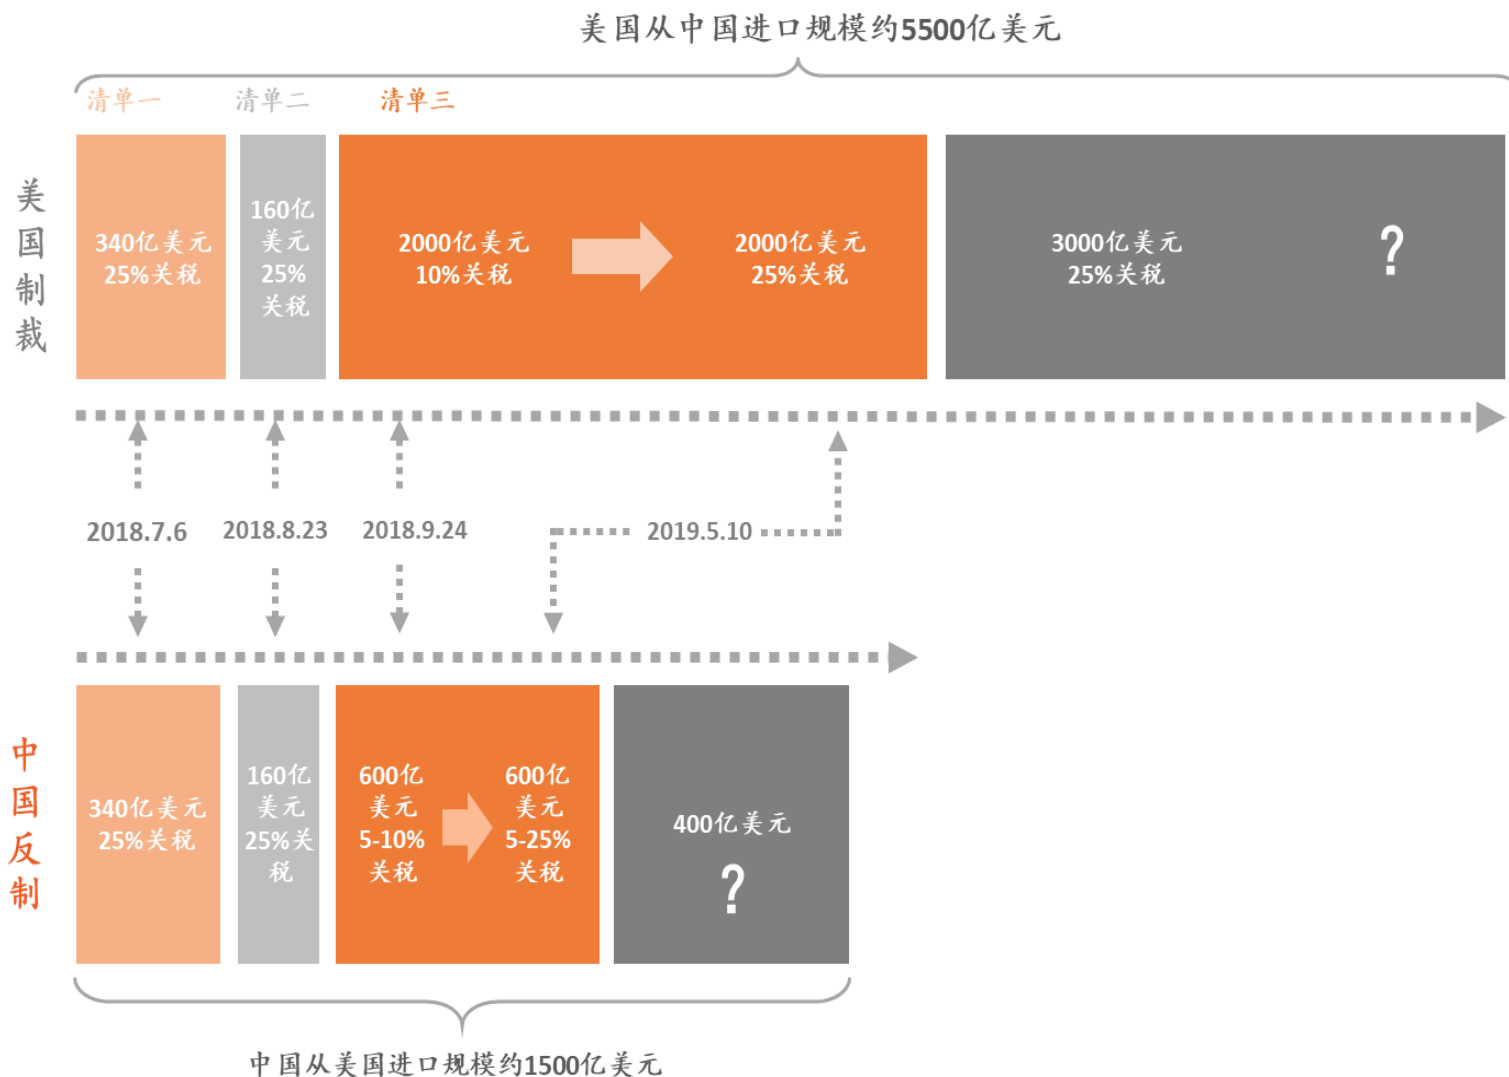 美国从中国进口规模约5500亿美元
清单一
清单二
清单三
美
国
制
裁
340亿美元
25%关税
160亿
美元
25%
关税
2000亿美元
10%关税
2000亿美元
25%关税
3000亿美元
25%关税
?
2018.7.6
2018.8.23
2018.9.24
2019.5.10
中
国
反
制
340亿美元
25%关税
160亿
美元
25%关
税
600亿
美元
5-10%
关税
600亿
美元
5-25%
关税
400亿美元
?
中国从美国进口规模约1500亿美元